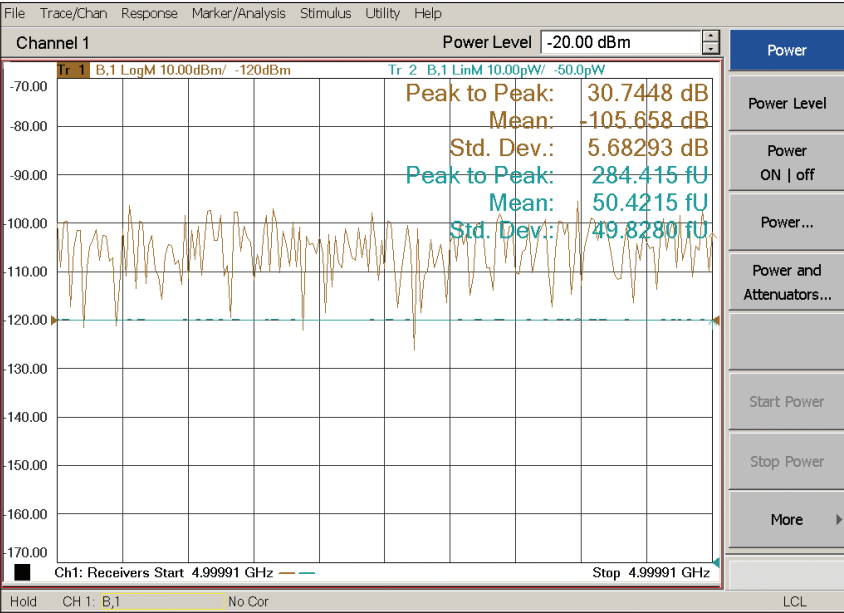 File Trace/Chan Response Marker/Analysis Stimulus Utility Help
Channel 1 Power Level -20.00 dBm
Power
Tr 1 B,1 LogM 10.00dBm/ -120dBm Tr 2 B,1 LinM 10.00pW/ -50.0pW
Peak to Peak: 30.7448 dB
Mean: -105.658 dB
Std. Dev.: 5.68293 dB
Peak to Peak: 284.415 fU
Mean: 50.4215 fU
Std. Dev.: 49.8280 fU
-70.00
-80.00
-90.00
-100.00
-110.00
-120.00
-130.00
-140.00
-150.00
-160.00
-170.00
Power Level
Power
ON | off
Power...
Power and
Attenuators...
Start Power
Stop Power
More
Ch1: Receivers Start 4.99991 GHz Stop 4.99991 GHz
Hold CH 1: B,1 No Cor LCL